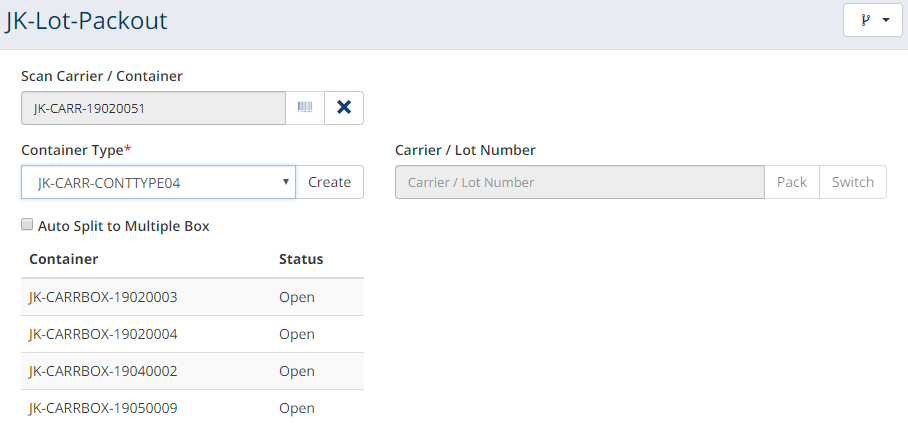 JK-Lot-Packout
Scan Carrier / Container
JK-CARR-19020051
Container Type*
Carrier / Lot Number
JK-CARR-CONTTYPE04 Create
Carrier / Lot Number Pack Switch
Auto Split to Multiple Box
Container Status
JK-CARRBOX-19020003 Open
JK-CARRBOX-19020004 Open
JK-CARRBOX-19040002 Open
JK-CARRBOX-19050009 Open